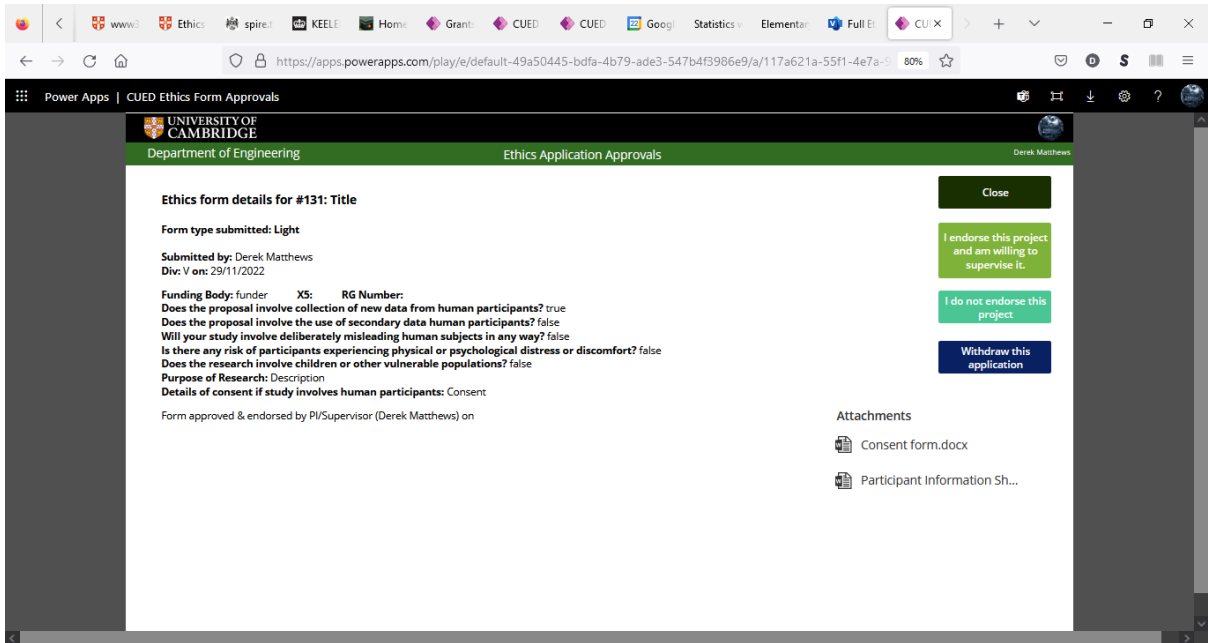 www3
Ethics
spire.t
KEELE
Home
Grants
CUED
CUED
Googl
Statistics v
Elementar
Full Et
CUE
https://apps.powerapps.com/play/e/default-49a50445-bdfa-4b79-ade3-547b4f3986e9/a/117a621a-55f1-4e7a-9
80%
D
S
Power Apps | CUED Ethics Form Approvals
?
UNIVERSITY OF
CAMBRIDGE
Department of Engineering
Ethics Application Approvals
Derek Matthews
Ethics form details for #131: Title
Form type submitted: Light
Submitted by: Derek Matthews
Div: V on: 29/11/2022
Funding Body: funder X5: RG Number:
Does the proposal involve collection of new data from human participants? true
Does the proposal involve the use of secondary data human participants? false
Will your study involve deliberately misleading human subjects in any way? false
Is there any risk of participants experiencing physical or psychological distress or discomfort? false
Does the research involve children or other vulnerable populations? false
Purpose of Research: Description
Details of consent if study involves human participants: Consent
Form approved & endorsed by PI/Supervisor (Derek Matthews) on
Close
I endorse this project
and am willing to
supervise it.
I do not endorse this
project
Withdraw this
application
Attachments
Consent form.docx
Participant Information Sh...